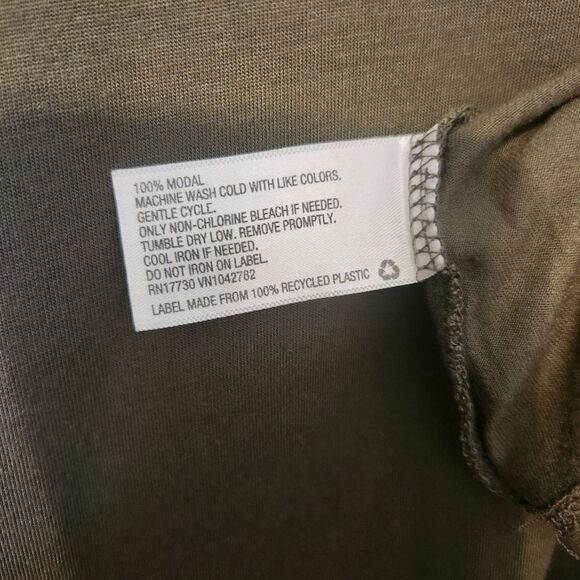 100% MODAL
MACHINE WASH COLD WITH LIKE COLORS.
GENTLE CYCLE.
ONLY NON-CHLORINE BLEACH IF NEEDED.
TUMBLE DRY LOW. REMOVE PROMPTLY.
COOL IRON IF NEEDED.
DO NOT IRON ON LABEL.
RN17730 VN1042782
LABEL MADE FROM 100% RECYCLED PLASTIC